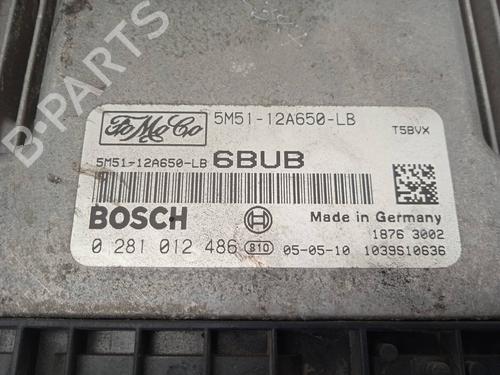 B-PARTS
FoMoCo
5M51-12A650-LB
T5BVX
5M51-12A650-LB 6BUB
BOSCH
Made in Germany
1876 3002
0 281 012 486 810 05-05-10 1039S10636